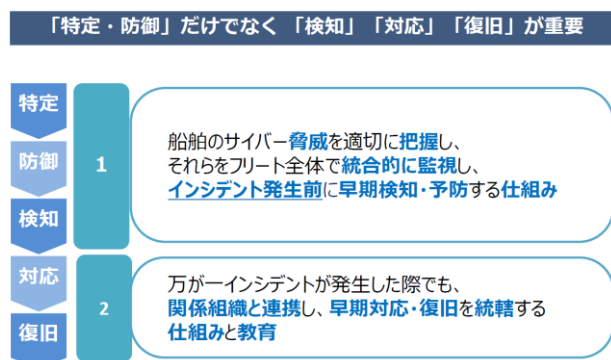 「特定・防御」だけでなく 「検知」「対応」「復旧」が重要
特定
防御
検知
対応
復旧
1
船舶のサイバー脅威を適切に把握し、
それらをフリート全体で統合的に監視し、
インシデント発生前に早期検知・予防する仕組み
2
万が一インシデントが発生した際でも、
関係組織と連携し、早期対応・復旧を統轄する
仕組みと教育